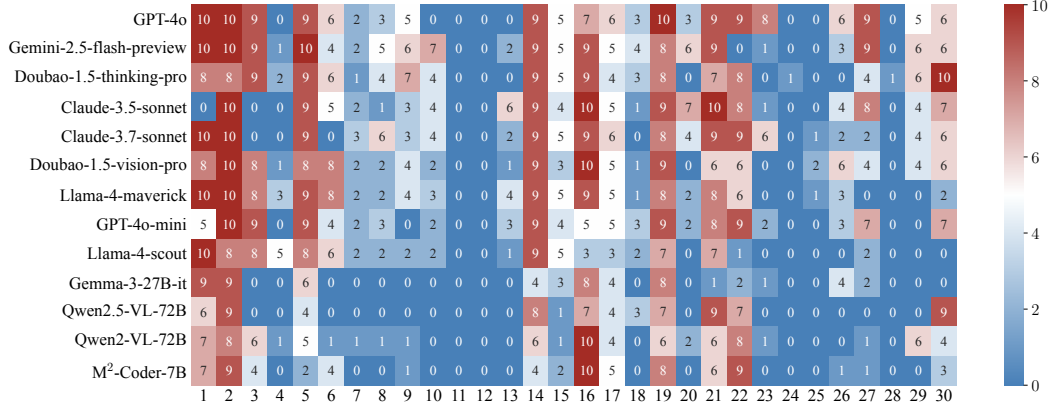 GPT-4o 10 10 9 0 9 6 2 3 5 0 0 0 0 9 5 7 6 3 10 3 9 9 8 0 0 6 9 0 5 6
Gemini-2.5-flash-preview 10 10 9 1 10 4 2 5 6 7 0 0 2 9 5 9 5 4 8 6 9 0 1 0 0 3 9 0 6 6
Doubao-1.5-thinking-pro 8 8 9 2 9 6 1 4 7 4 0 0 0 9 5 9 4 3 8 0 7 8 0 1 0 0 4 1 6 10
Claude-3.5-sonnet 0 10 0 0 9 5 2 1 3 4 0 0 6 9 4 10 5 1 9 7 10 8 1 0 0 4 8 0 4 7
Claude-3.7-sonnet 10 10 0 0 9 0 3 6 3 4 0 0 2 9 5 9 6 0 8 4 9 9 6 0 1 2 2 0 4 6
Doubao-1.5-vision-pro 8 10 8 1 8 8 2 2 4 2 0 0 1 9 3 10 5 1 9 0 6 6 0 0 2 6 4 0 4 6
Llama-4-maverick 10 10 8 3 9 8 2 2 4 3 0 0 4 9 5 9 5 1 8 2 8 6 0 0 1 3 0 0 0 2
GPT-4o-mini 5 10 9 0 9 4 2 3 0 2 0 0 3 9 4 5 5 3 9 2 8 9 2 0 0 3 7 0 0 7
Llama-4-scout 10 8 8 5 8 6 2 2 2 2 0 0 1 9 5 3 3 2 7 0 7 1 0 0 0 0 2 0 0 0
Gemma-3-27B-it 9 9 0 0 6 0 0 0 0 0 0 0 0 4 3 8 4 0 8 0 1 2 1 0 0 4 2 0 0 0
Qwen2.5-VL-72B 6 9 0 0 4 0 0 0 0 0 0 0 0 8 1 7 4 3 7 0 9 7 0 0 0 0 0 0 0 9
Qwen2-VL-72B 7 8 6 1 5 1 1 1 1 0 0 0 0 6 1 10 4 0 6 2 6 8 1 0 0 0 1 0 6 4
M²-Coder-7B 7 9 4 0 2 4 0 0 1 0 0 0 0 4 2 10 5 0 8 0 6 9 0 0 0 1 1 0 0 3
1 2 3 4 5 6 7 8 9 10 11 12 13 14 15 16 17 18 19 20 21 22 23 24 25 26 27 28 29 30
10
8
6
4
2
0